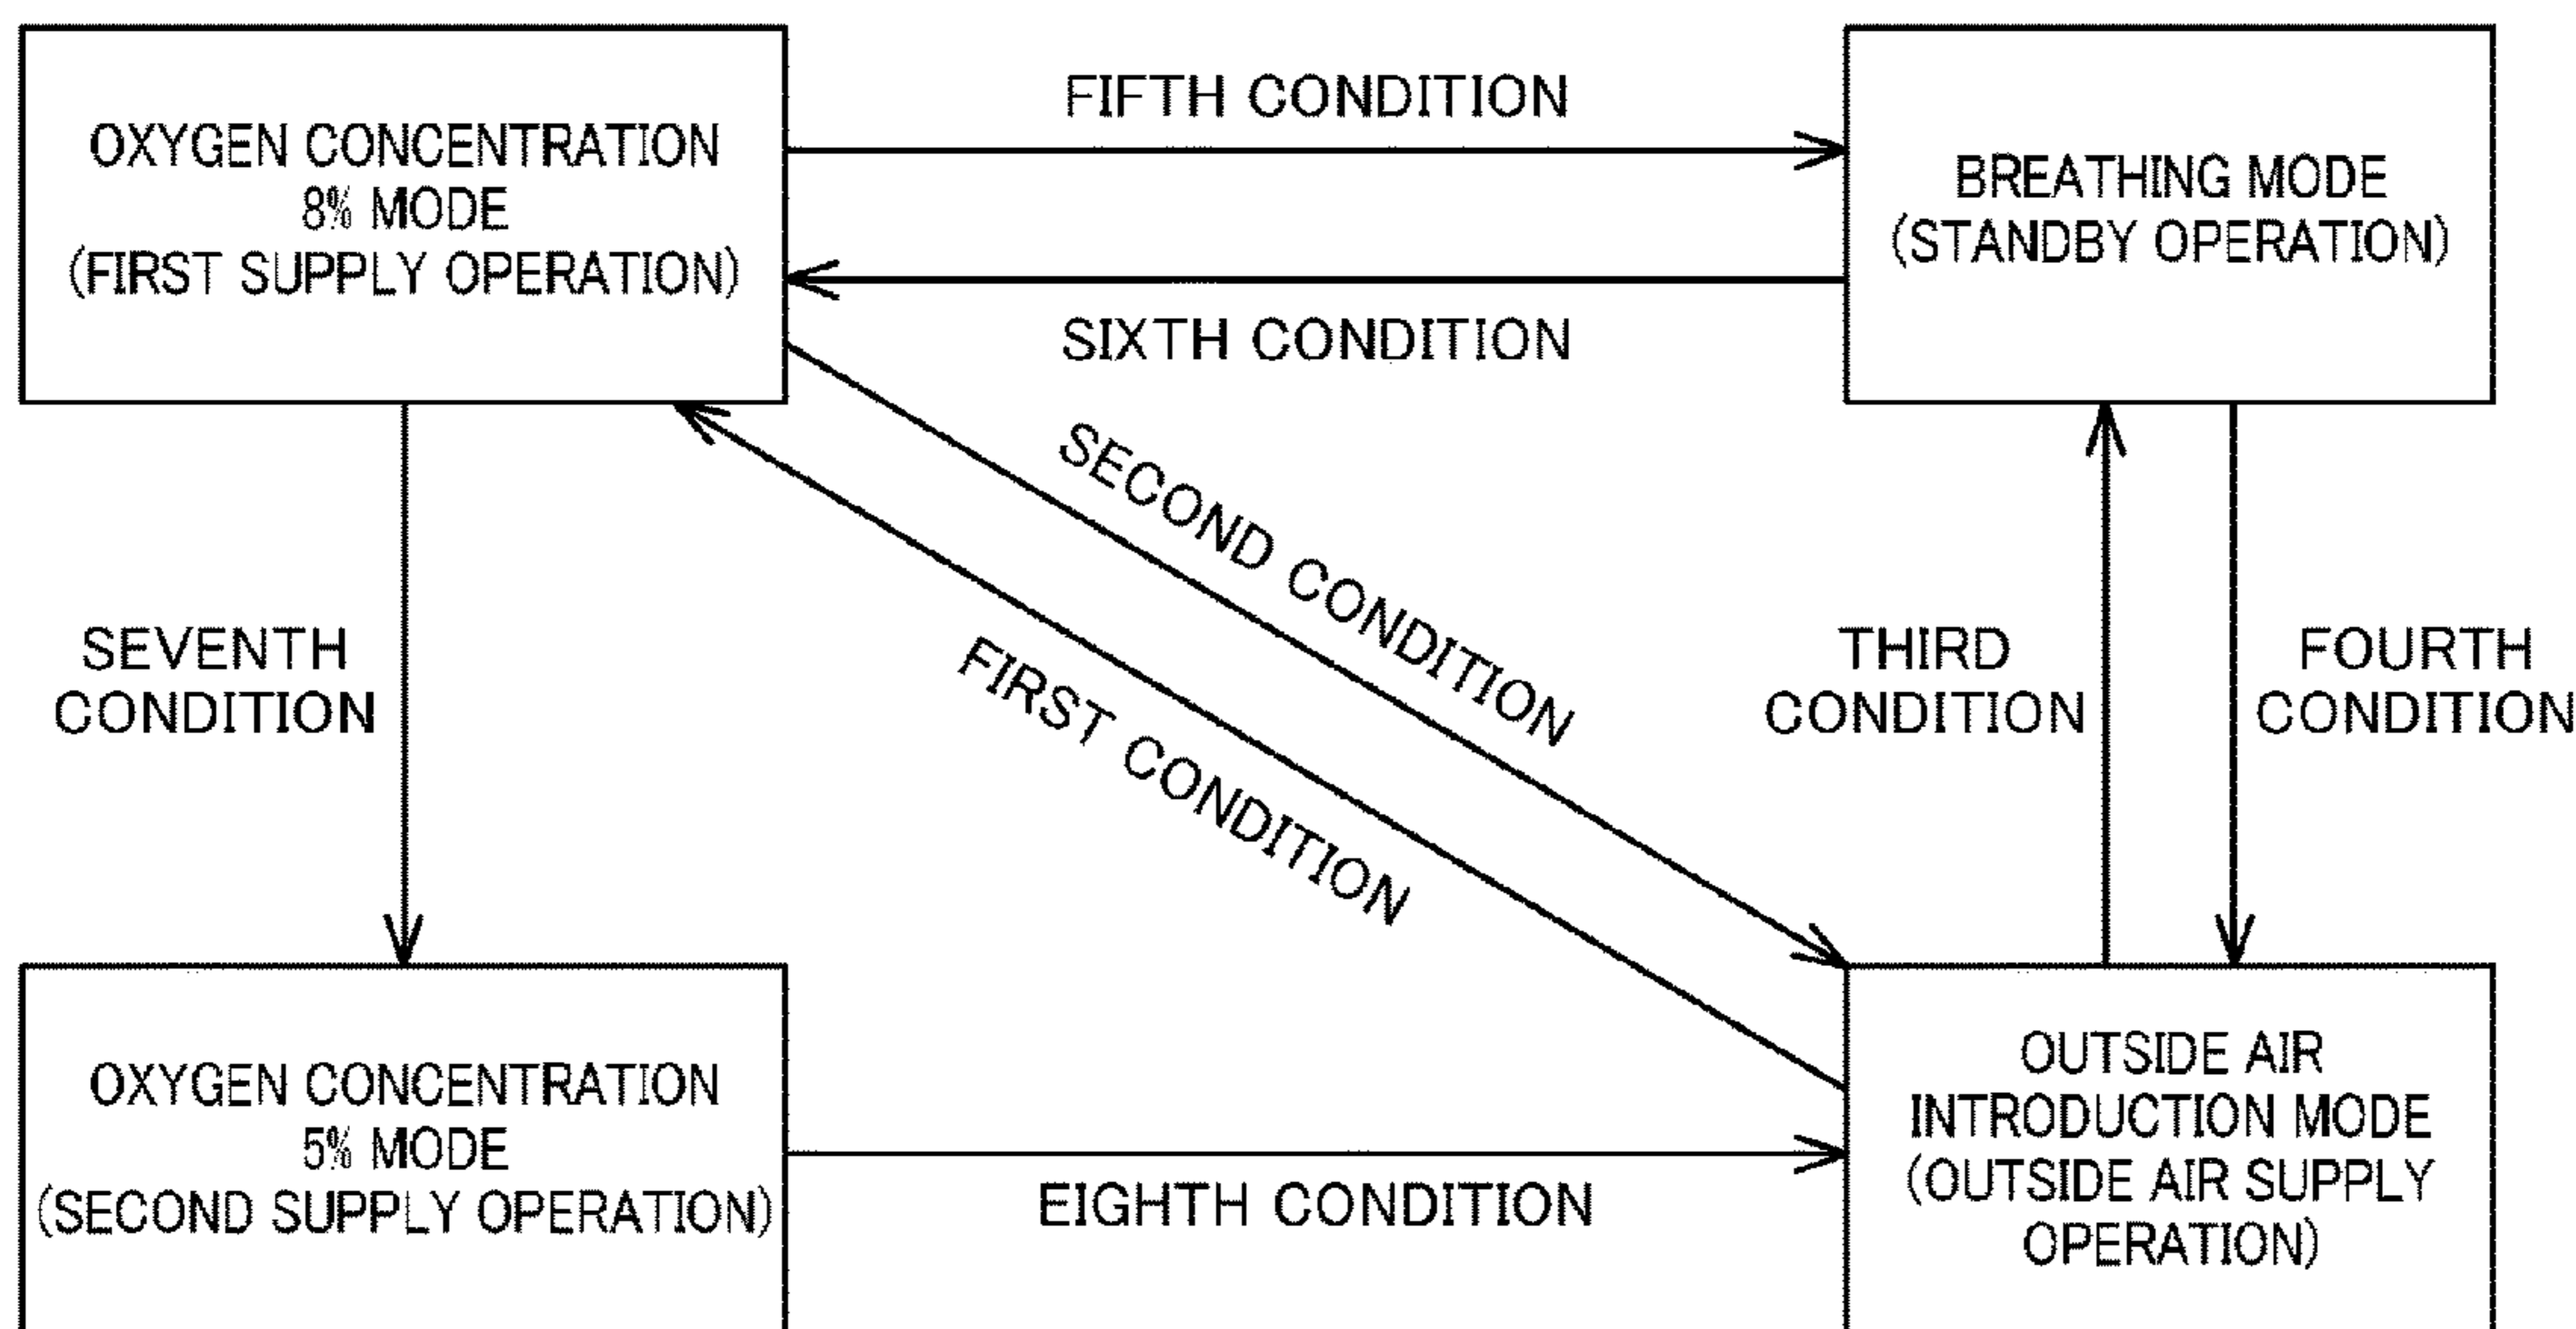 OXYGEN CONCENTRATION
8% MODE
(FIRST SUPPLY OPERATION)
FIFTH CONDITION
SIXTH CONDITION
BREATHING MODE
(STANDBY OPERATION)
SECOND CONDITION
FIRST CONDITION
SEVENTH
CONDITION
THIRD
CONDITION
FOURTH
CONDITION
OXYGEN CONCENTRATION
5% MODE
(SECOND SUPPLY OPERATION)
EIGHTH CONDITION
OUTSIDE AIR
INTRODUCTION MODE
(OUTSIDE AIR SUPPLY
OPERATION)